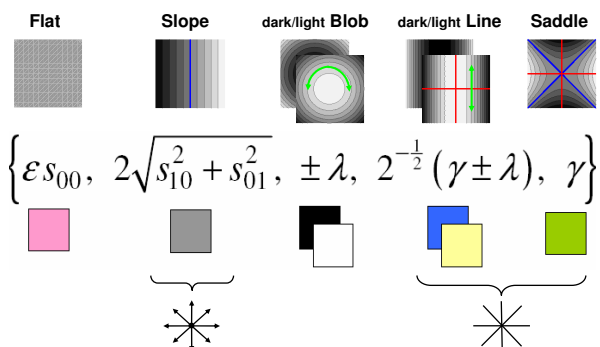 Flat Slope dark/light Blob dark/light Line Saddle
{εs₀₀, 2√(s₁₀² + s₀₁²), ± λ, 2^(-1/2) (γ ± λ), γ}